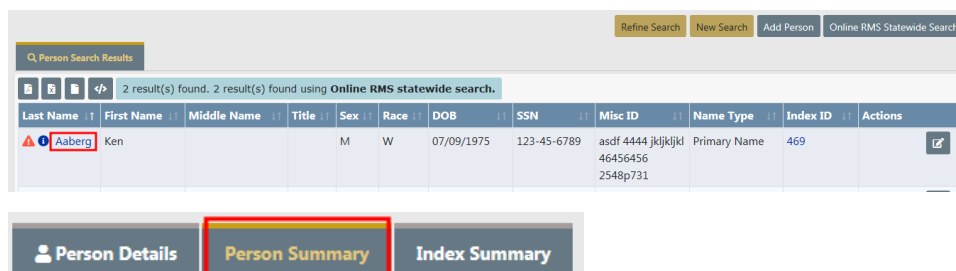 Refine Search New Search Add Person Online RMS Statewide Search
Person Search Results
2 result(s) found. 2 result(s) found using Online RMS statewide search.
Last Name First Name Middle Name Title Sex Race DOB SSN Misc ID Name Type Index ID Actions
Aaberg Ken M W 07/09/1975 123-45-6789 asdf 4444 jkljkljkl Primary Name 469
46456456
2548p731
Person Details Person Summary Index Summary